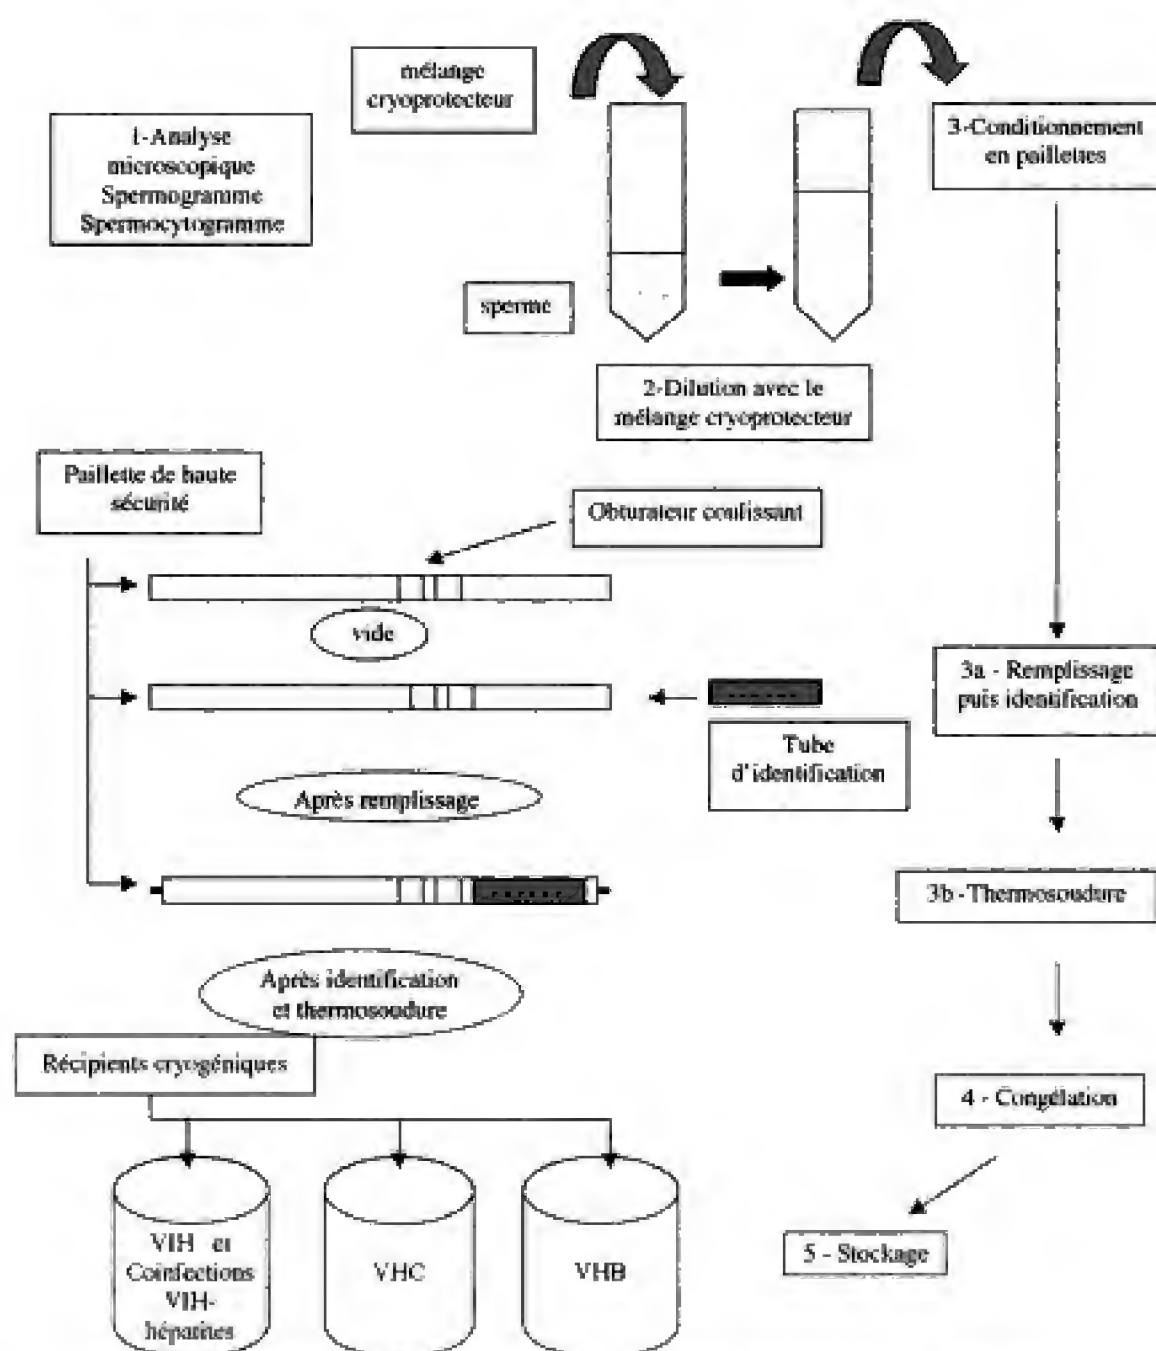 mélange
cryoprotecteur
1-Analyse
microscopique
Spermogramme
Spermocytogramme
3-Conditionnement
en paillettes
sperme
2-Dilution avec le
mélange cryoprotecteur
Paillette de haute
sécurité
Obturateur coulissant
vide
3a - Remplissage
puis identification
Tube
d'identification
Après remplissage
3b -Thermosoudure
Après identification
et thermosoudure
Récipients cryogéniques
4 - Congélation
5 - Stockage
VIH et
Coinfections
VIH-
hépatites
VHC
VHB